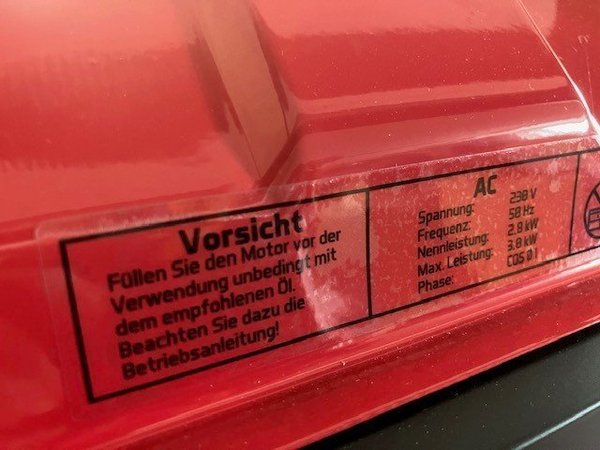 Vorsicht
Füllen Sie den Motor vor der
Verwendung unbedingt mit
dem empfohlenen Öl.
Beachten Sie dazu die
Betriebsanleitung!
AC
Spannung: 230 V
Frequenz: 50 Hz
Nennleistung: 2.8 kW
Max. Leistung: 3.0 kW
Phase: COS Ø 1